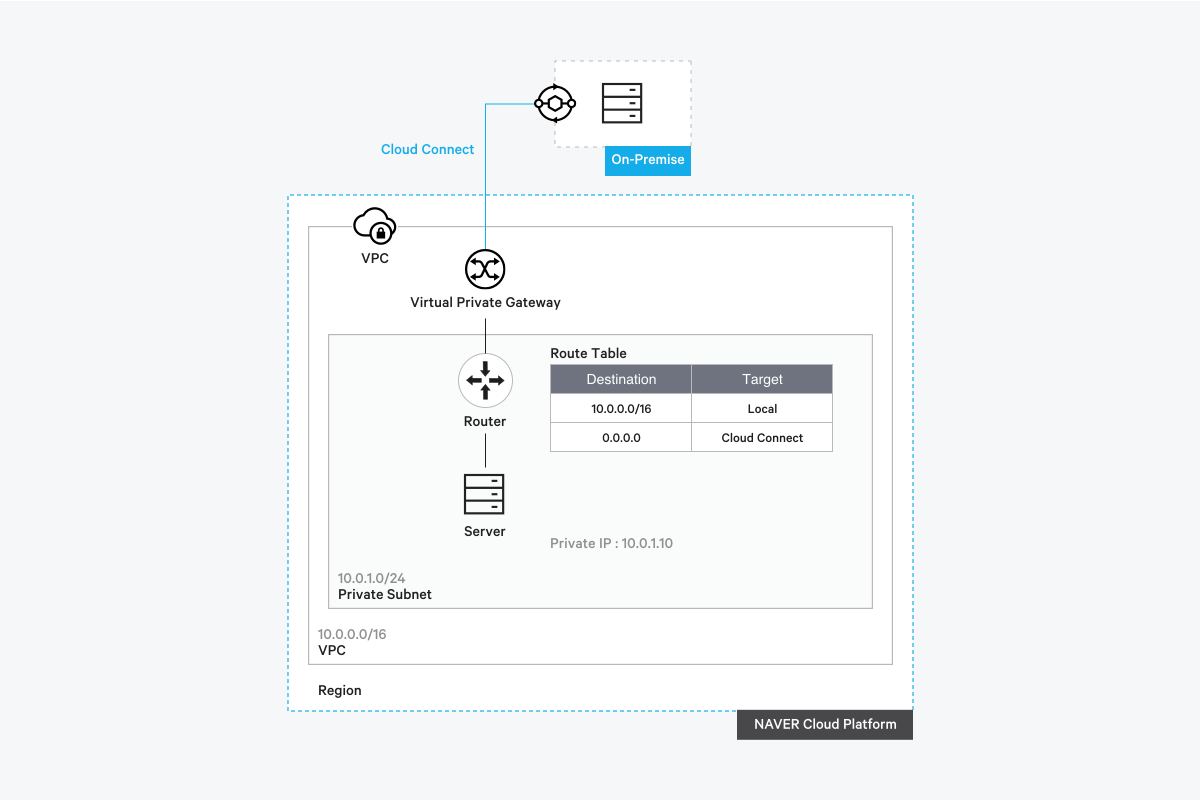 On-Premise
Cloud Connect
VPC
Virtual Private Gateway
Route Table
Destination Target
10.0.0.0/16 Local
0.0.0.0 Cloud Connect
Router
Server
Private IP : 10.0.1.10
10.0.1.0/24
Private Subnet
10.0.0.0/16
VPC
Region
NAVER Cloud Platform